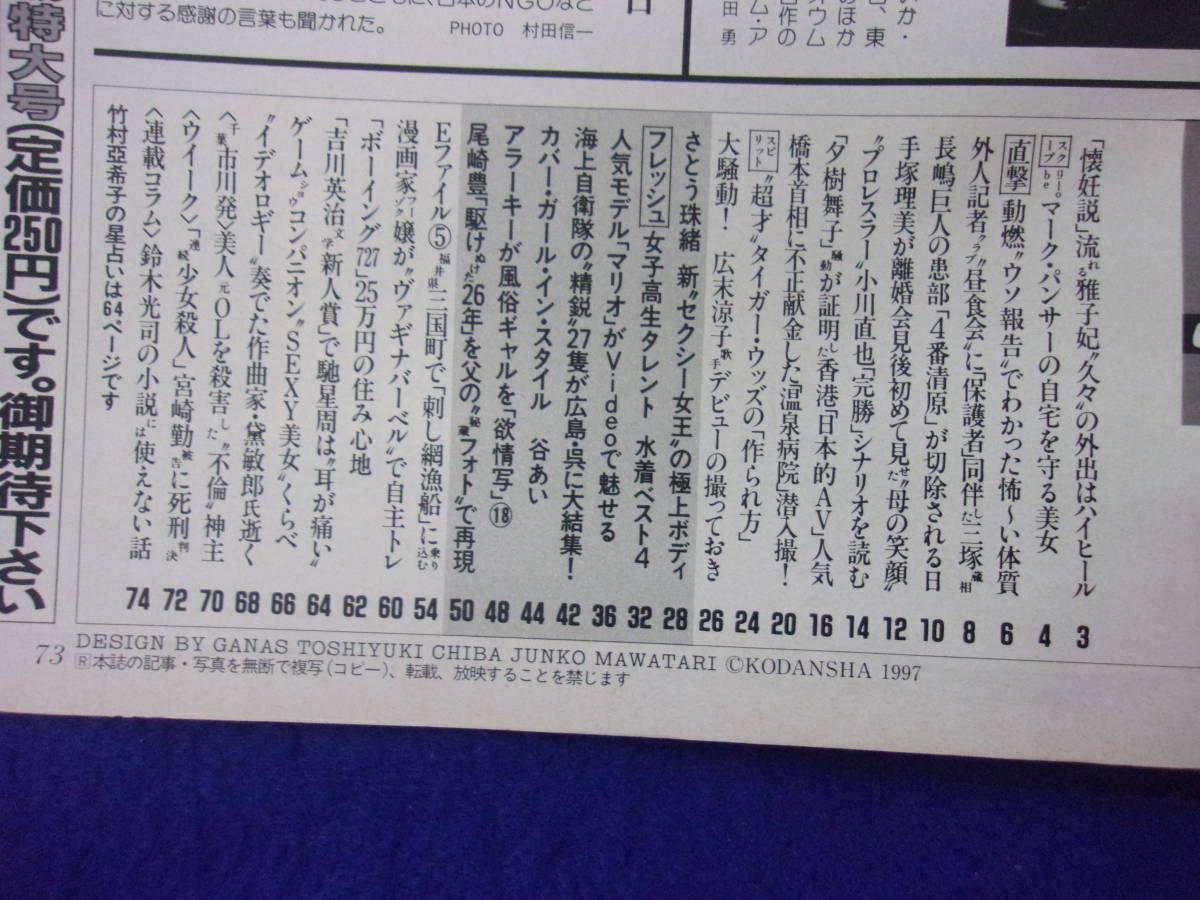 に対する感謝の言葉も聞かれた。
PHOTO 村田信一
特大号(定価250円)です。御期待下さい
「懐妊説」流れる雅子妃〝久々〟の外出はハイヒール 3
スクープ マーク・パンサーの自宅を守る美女 4
直撃 動燃〝ウソ報告〟でわかった怖〜い体質 6
外人記者クラブ〝昼食会〟に「保護者」同伴した三塚蔵相 8
長嶋巨人の患部「4番清原」が切除される日 10
手塚理美が離婚会見後初めて見せた〝母の笑顔〟 12
〝プロレスラー〟小川直也「完勝」シナリオを読む 14
「夕樹舞子」騒動が証明した香港「日本的AV」人気 16
橋本首相に不正献金した「温泉病院」潜入撮! 20
スピリット 〝超才〟タイガー・ウッズの「作られ方」 24
大騒動! 広末涼子歌手デビューの撮っておき 26
さとう珠緒 新〝セクシー女王〟の極上ボディ 28
フレッシュ 女子高生タレント 水着ベスト4 32
人気モデル「マリオ」がVideoで魅せる 36
海上自衛隊の〝精鋭〟27隻が広島・呉に大結集! 42
カバー・ガール・イン・スタイル 谷あい 44
アラーキーが風俗ギャルを「欲情写」⑱ 48
尾崎豊「駆けぬけた26年」を父の〝秘蔵フォト〟で再現 50
Eファイル⑤福井県三国町で「刺し網漁船」に乗り込む 54
漫画家フーゾク嬢が〝ヴァギナバーベル〟で自主トレ 60
「ボーイング727」25万円の住み心地 62
「吉川英治文学新人賞」で馳星周は〝耳が痛い〟 64
ゲームショウコンパニオン〝SEXY美女〟くらべ 66
〝イデオロギー〟奏でた作曲家・黛敏郎氏逝く 68
〈千葉市川発〉美人元OLを殺害した〝不倫〟神主 70
〈ウイーク〉「連続少女殺人」宮崎勤被告に死刑判決 72
〈連載コラム〉鈴木光司の小説には使えない話 74
竹村亞希子の星占いは64ページです
73 DESIGN BY GANAS TOSHIYUKI CHIBA JUNKO MAWATARI ©KODANSHA 1997
Ⓡ本誌の記事・写真を無断で複写(コピー)、転載、放映することを禁じます